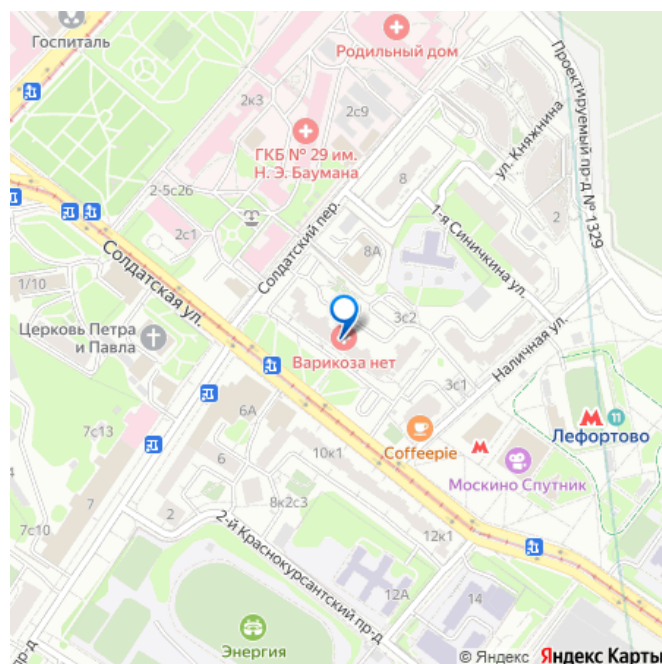 Госпиталь
Родильный дом
2к3
2с9
ГКБ № 29 им.
Н. Э. Баумана
Проектируемый пр-д № 1329
ул. Княжнина
8
2-5с26
1-я Синичкина ул.
2
Солдатский пер.
2с1
8А
1/10
Солдатская ул.
3с2
Церковь Петра
и Павла
Варикоза нет
Наличная ул.
3с1
6А
Coffeepie
11
Лефортово
7с13
10к1
6
Москино Спутник
7
8к2с3
2
7с10
12к1
2-й Краснокурсантский пр-д
12А
14
Энергия
пр-д
© Яндекс Яндекс Карты